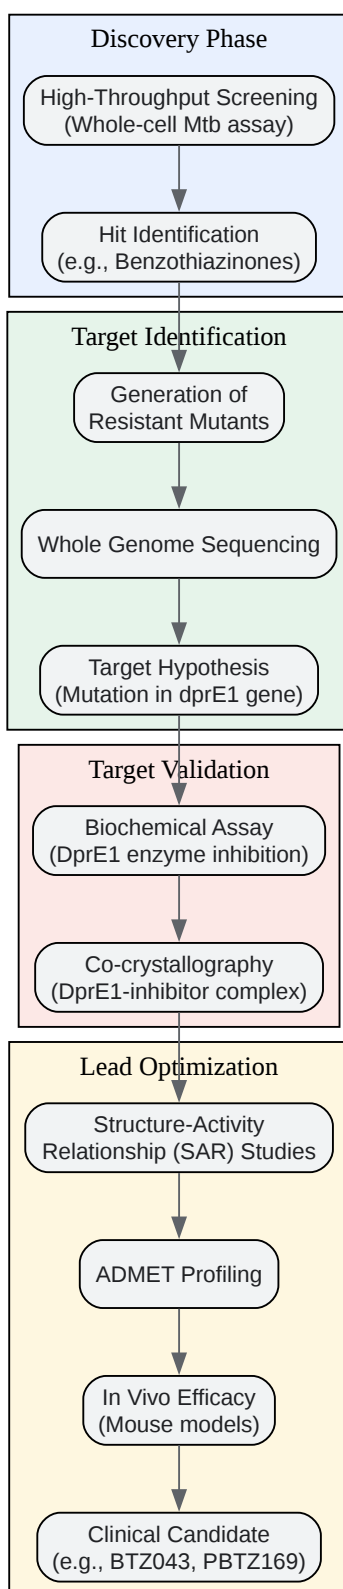 Discovery Phase
High-Throughput Screening
(Whole-cell Mtb assay)
Hit Identification
(e.g., Benzothiazinones)
Target Identification
Generation of
Resistant Mutants
Whole Genome Sequencing
Target Hypothesis
(Mutation in dprE1 gene)
Target Validation
Biochemical Assay
(DprE1 enzyme inhibition)
Co-crystallography
(DprE1-inhibitor complex)
Lead Optimization
Structure-Activity
Relationship (SAR) Studies
ADMET Profiling
In Vivo Efficacy
(Mouse models)
Clinical Candidate
(e.g., BTZ043, PBTZ169)